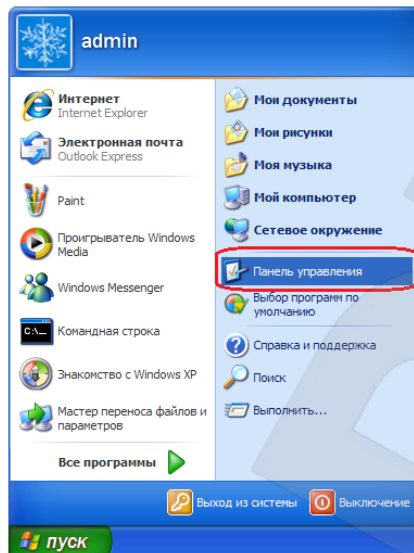 admin
Интернет
Internet Explorer
Электронная почта
Outlook Express
Paint
Проигрыватель Windows
Media
Windows Messenger
C:\_
Командная строка
Знакомство с Windows XP
Мастер переноса файлов и
параметров
Все программы
Мои документы
Мои рисунки
Моя музыка
Мой компьютер
Сетевое окружение
Панель управления
Выбор программ по
умолчанию
Справка и поддержка
Поиск
Выполнить...
Выход из системы
Выключение
пуск